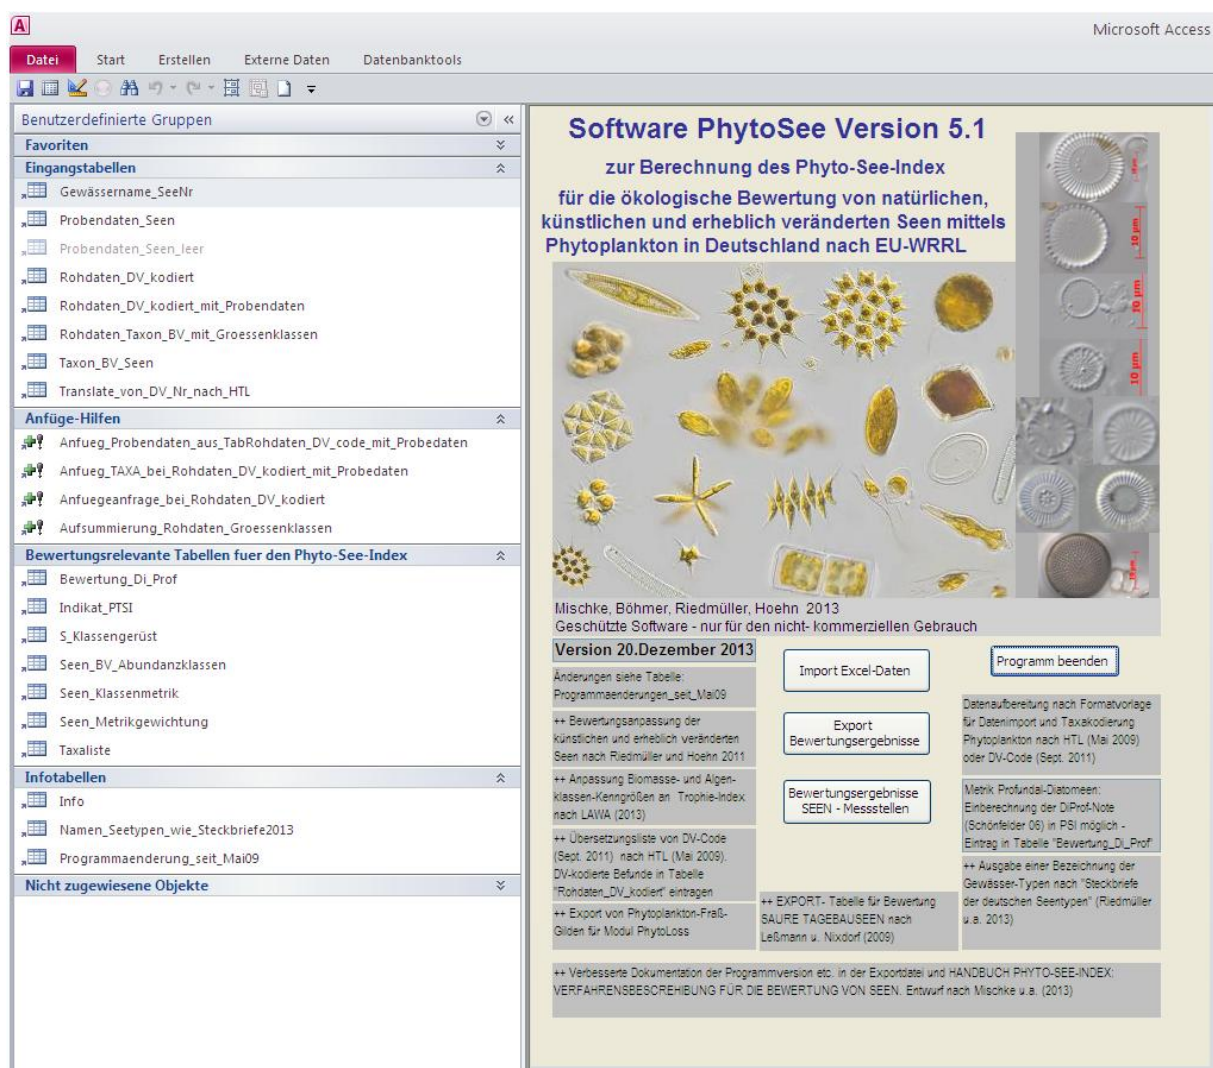 A
Microsoft Access
Datei Start Erstellen Externe Daten Datenbanktools
Benutzerdefinierte Gruppen
Favoriten
Eingangstabellen
Gewässername_SeeNr
Probendaten_Seen
Probendaten_Seen_leer
Rohdaten_DV_kodiert
Rohdaten_DV_kodiert_mit_Probendaten
Rohdaten_Taxon_BV_mit_Groessenklassen
Taxon_BV_Seen
Translate_von_DV_Nr_nach_HTL
Anfüge-Hilfen
Anfueg_Probendaten_aus_TabRohdaten_DV_code_mit_Probedaten
Anfueg_TAXA_bei_Rohdaten_DV_kodiert_mit_Probedaten
Anfuegeanfrage_bei_Rohdaten_DV_kodiert
Aufsummierung_Rohdaten_Groessenklassen
Bewertungsrelevante Tabellen fuer den Phyto-See-Index
Bewertung_Di_Prof
Indikat_PTSI
S_Klassengerüst
Seen_BV_Abundanzklassen
Seen_Klassenmetrik
Seen_Metrikgewichtung
Taxaliste
Infotabellen
Info
Namen_Seetypen_wie_Steckbriefe2013
Programmaenderung_seit_Mai09
Nicht zugewiesene Objekte
Software PhytoSee Version 5.1
zur Berechnung des Phyto-See-Index
für die ökologische Bewertung von natürlichen,
künstlichen und erheblich veränderten Seen mittels
Phytoplankton in Deutschland nach EU-WRRL
10 µm
10 µm
10 µm
Mischke, Böhmer, Riedmüller, Hoehn 2013
Geschützte Software - nur für den nicht- kommerziellen Gebrauch
Version 20.Dezember 2013
Änderungen siehe Tabelle:
Programmaenderungen_seit_Mai09
++ Bewertungsanpassung der
künstlichen und erheblich veränderten
Seen nach Riedmüller und Hoehn 2011
++ Anpassung Biomasse- und Algen-
klassen-Kenngrößen an Trophie-Index
nach LAWA (2013)
++ Übersetzungsliste von DV-Code
(Sept. 2011) nach HTL (Mai 2009).
DV-kodierte Befunde in Tabelle
"Rohdaten_DV_kodiert" eintragen
++ Export von Phytoplankton-Fraß-
Gilden für Modul PhytoLoss
Import Excel-Daten
Export
Bewertungsergebnisse
Bewertungsergebnisse
SEEN - Messstellen
++ EXPORT- Tabelle für Bewertung
SAURE TAGEBAUSEEN nach
Leßmann u. Nixdorf (2009)
Programm beenden
Datenaufbereitung nach Formatvorlage
für Datenimport und Taxakodierung
Phytoplankton nach HTL (Mai 2009)
oder DV-Code (Sept. 2011)
Metrik Profundal-Diatomeen:
Einberechnung der DiProf-Note
(Schönfelder 06) in PSI möglich -
Eintrag in Tabelle "Bewertung_Di_Prof"
++ Ausgabe einer Bezeichnung der
Gewässer-Typen nach "Steckbriefe
der deutschen Seentypen" (Riedmüller
u.a. 2013)
++ Verbesserte Dokumentation der Programmversion etc. in der Exportdatei und HANDBUCH PHYTO-SEE-INDEX:
VERFAHRENSBESCREHIBUNG FÜR DIE BEWERTUNG VON SEEN. Entwurf nach Mischke u.a. (2013)